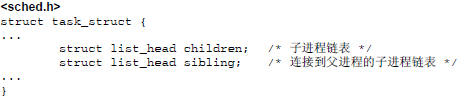 <sched.h>
struct task_struct {
...
struct list_head children; /* 子进程链表 */
struct list_head sibling; /* 连接到父进程的子进程链表 */
...
}